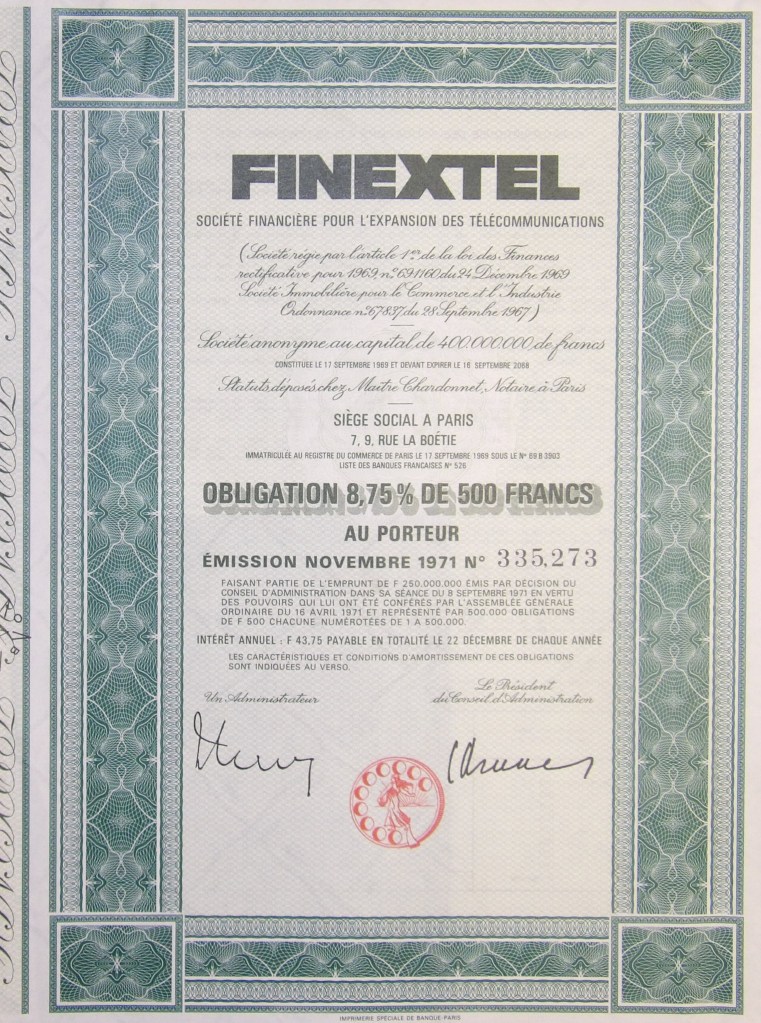 FINEXTEL
SOCIÉTÉ FINANCIÈRE POUR L'EXPANSION DES TÉLÉCOMMUNICATIONS
(Société régie par l'article 1er de la loi des Finances
rectificative pour 1969, n° 69.1160 du 24 Décembre 1969
Société Immobilière pour le Commerce et l'Industrie
Ordonnance n° 67837 du 28 Septembre 1967)
Société anonyme au capital de 400.000.000 de francs
CONSTITUÉE LE 17 SEPTEMBRE 1969 ET DEVANT EXPIRER LE 16 SEPTEMBRE 2068
Statuts déposés chez Maître Chardonnet, Notaire à Paris
SIÈGE SOCIAL A PARIS
7, 9, RUE LA BOÉTIE
IMMATRICULÉE AU REGISTRE DU COMMERCE DE PARIS LE 17 SEPTEMBRE 1969 SOUS LE N° 69 B 3903
LISTE DES BANQUES FRANCAISES N° 526
OBLIGATION 8,75% DE 500 FRANCS
AU PORTEUR
ÉMISSION NOVEMBRE 1971 N° 335,273
FAISANT PARTIE DE L'EMPRUNT DE F 250.000.000 ÉMIS PAR DÉCISION DU
CONSEIL D'ADMINISTRATION DANS SA SÉANCE DU 8 SEPTEMBRE 1971 EN VERTU
DES POUVOIRS QUI LUI ONT ÉTÉ CONFÉRÉS PAR L'ASSEMBLÉE GÉNÉRALE
ORDINAIRE DU 16 AVRIL 1971 ET REPRÉSENTÉ PAR 500.000 OBLIGATIONS
DE F 500 CHACUNE NUMÉROTÉES DE 1 A 500.000.
INTÉRÊT ANNUEL : F 43,75 PAYABLE EN TOTALITÉ LE 22 DÉCEMBRE DE CHAQUE ANNÉE
LES CARACTÉRISTIQUES ET CONDITIONS D'AMORTISSEMENT DE CES OBLIGATIONS
SONT INDIQUÉES AU VERSO.
Un Administrateur
Le Président
du Conseil d'Administration
IMPRIMERIE SPÉCIALE DE BANQUE-PARIS